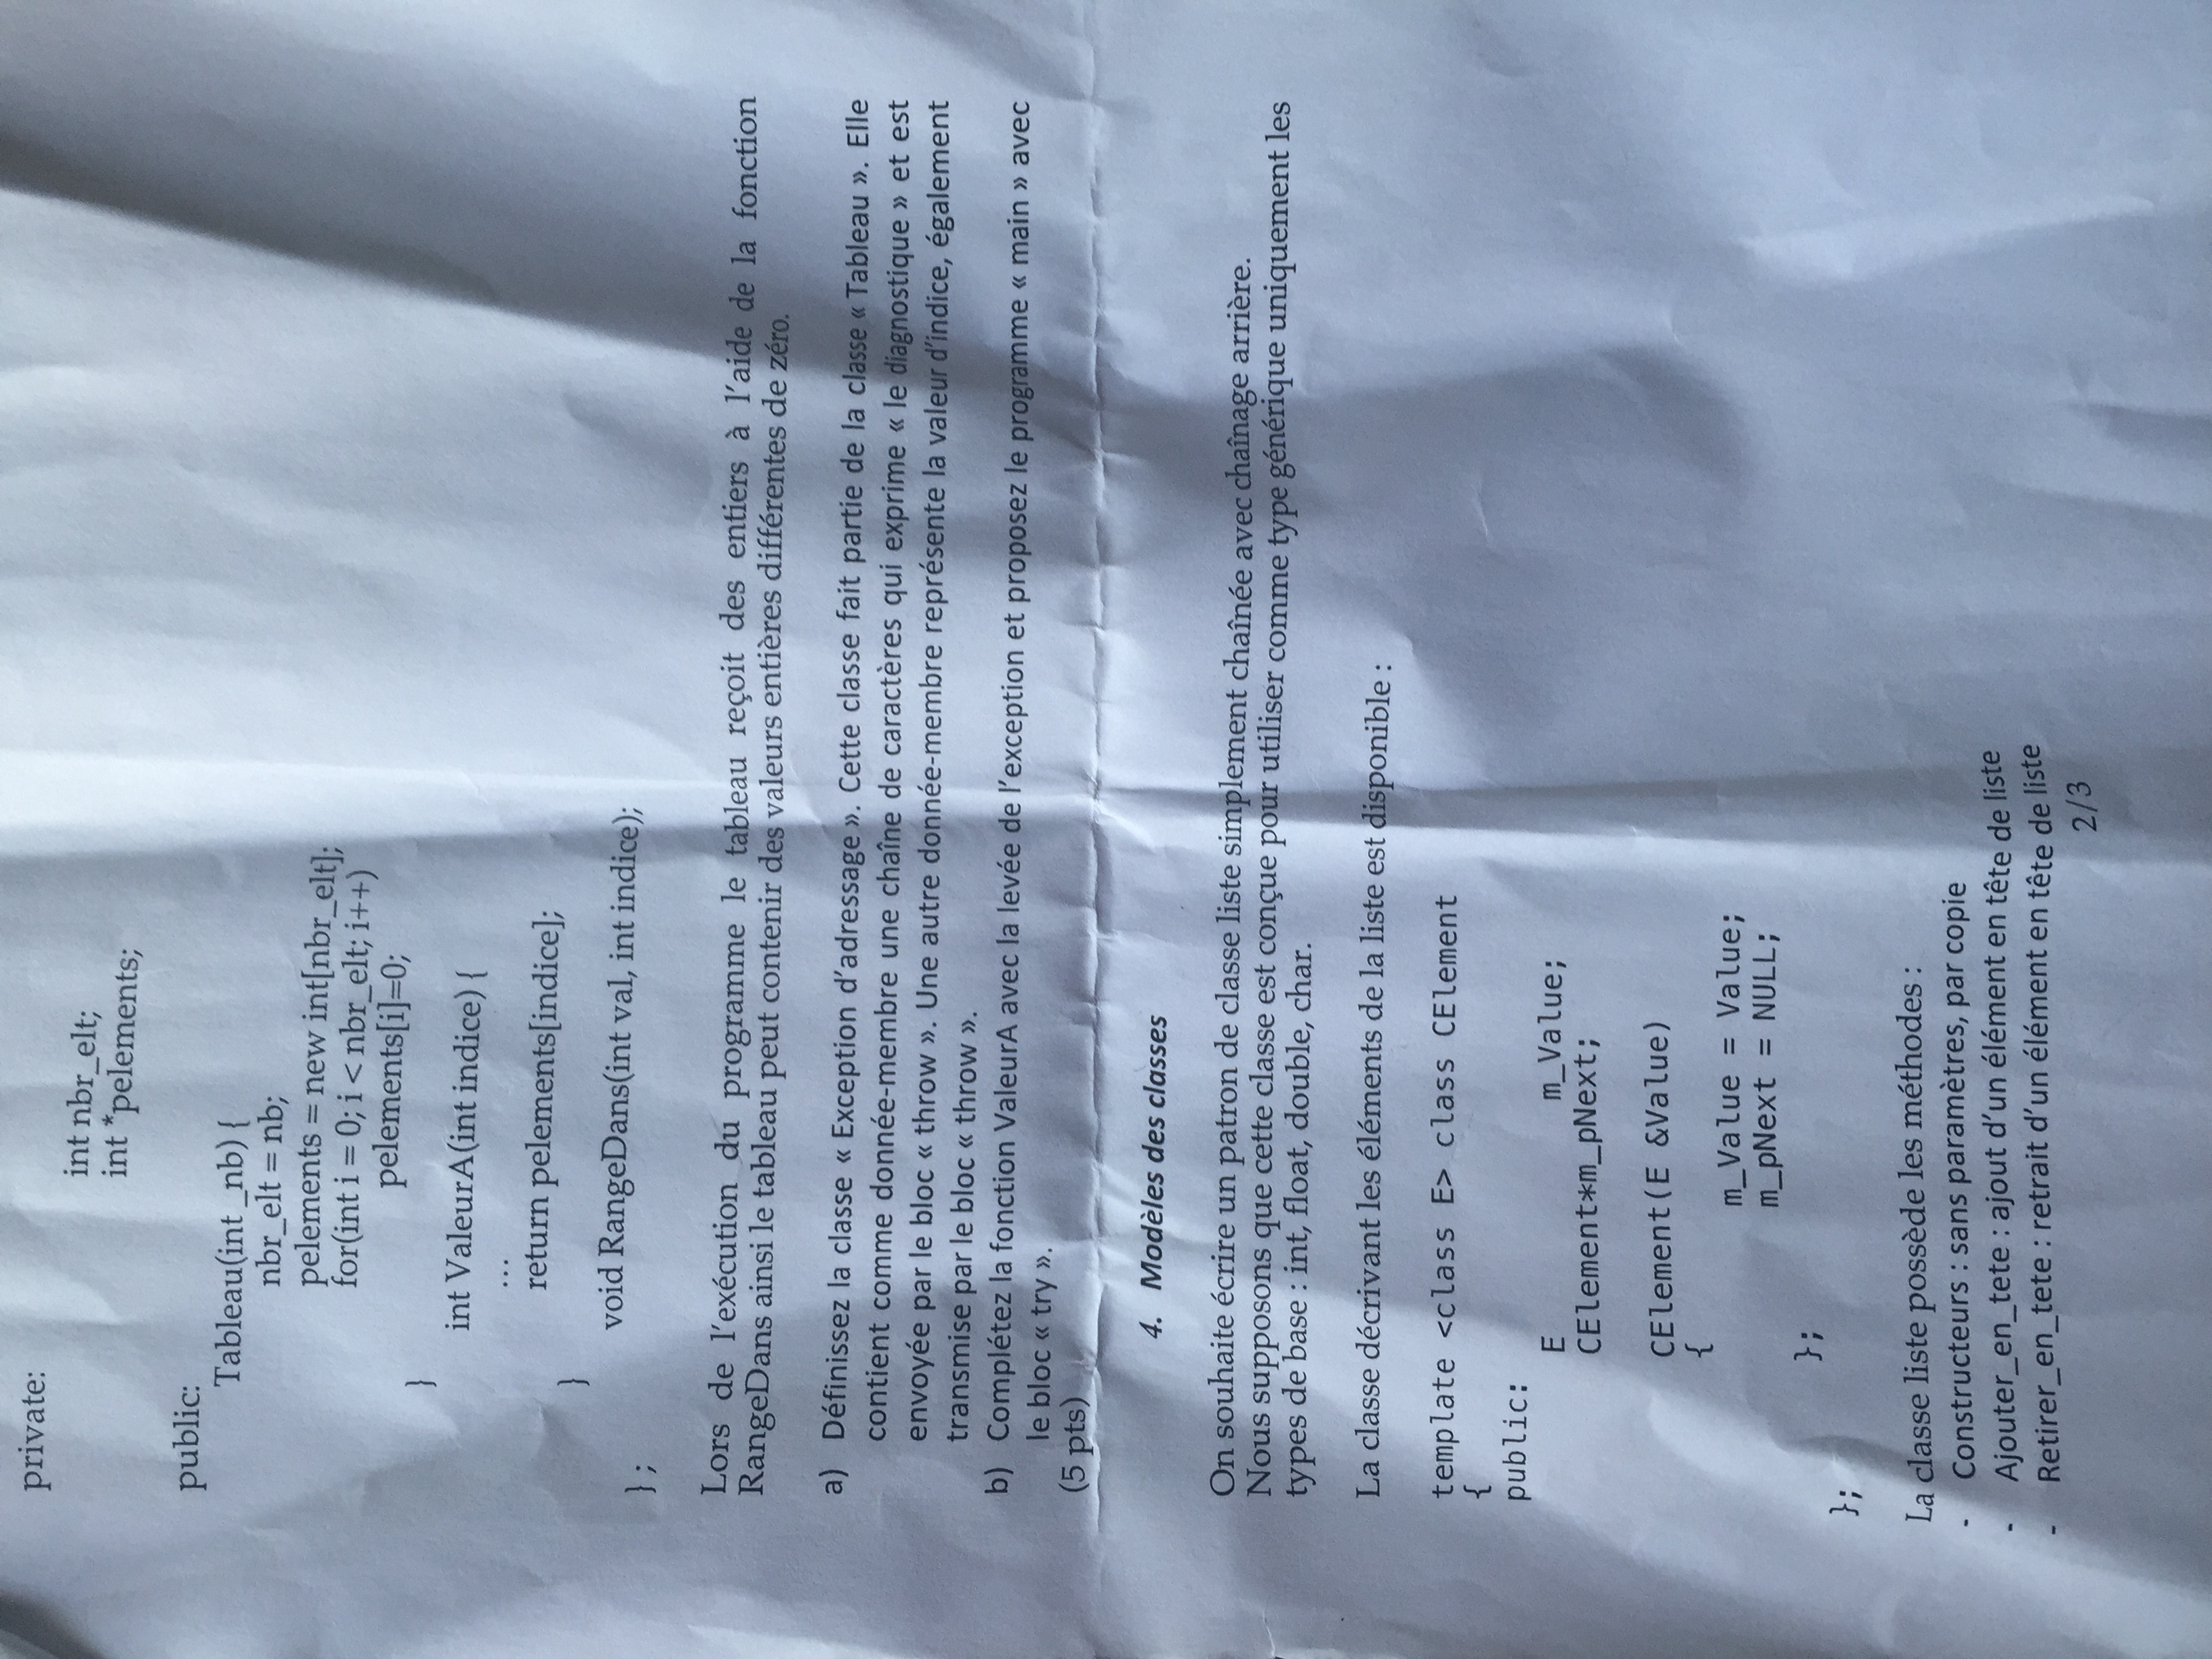 private:
int nbr_elt;
int *pelements;
public:
Tableau(int _nb) {
nbr_elt = nb;
pelements = new int[nbr_elt];
for(int i = 0; i < nbr_elt; i++)
pelements[i]=0;
}
int ValeurA(int indice) {
...
return pelements[indice];
}
void RangeDans(int val, int indice);
};
Lors de l'exécution du programme le tableau reçoit des entiers à l'aide de la fonction
RangeDans ainsi le tableau peut contenir des valeurs entières différentes de zéro.
a) Définissez la classe « Exception d'adressage ». Cette classe fait partie de la classe « Tableau ». Elle
contient comme donnée-membre une chaîne de caractères qui exprime « le diagnostique » et est
envoyée par le bloc « throw ». Une autre donnée-membre représente la valeur d'indice, également
transmise par le bloc « throw ».
b) Complétez la fonction ValeurA avec la levée de l'exception et proposez le programme « main » avec
le bloc « try ».
(5 pts)
4. Modèles des classes
On souhaite écrire un patron de classe liste simplement chaînée avec chaînage arrière.
Nous supposons que cette classe est conçue pour utiliser comme type générique uniquement les
types de base : int, float, double, char.
La classe décrivant les éléments de la liste est disponible :
template <class E> class CElement
{
public:
E m_Value;
CElement*m_pNext;
CElement(E &Value)
{
m_Value = Value;
m_pNext = NULL;
};
};
La classe liste possède les méthodes :
- Constructeurs : sans paramètres, par copie
- Ajouter_en_tete : ajout d'un élément en tête de liste
- Retirer_en_tete : retrait d'un élément en tête de liste
2/3